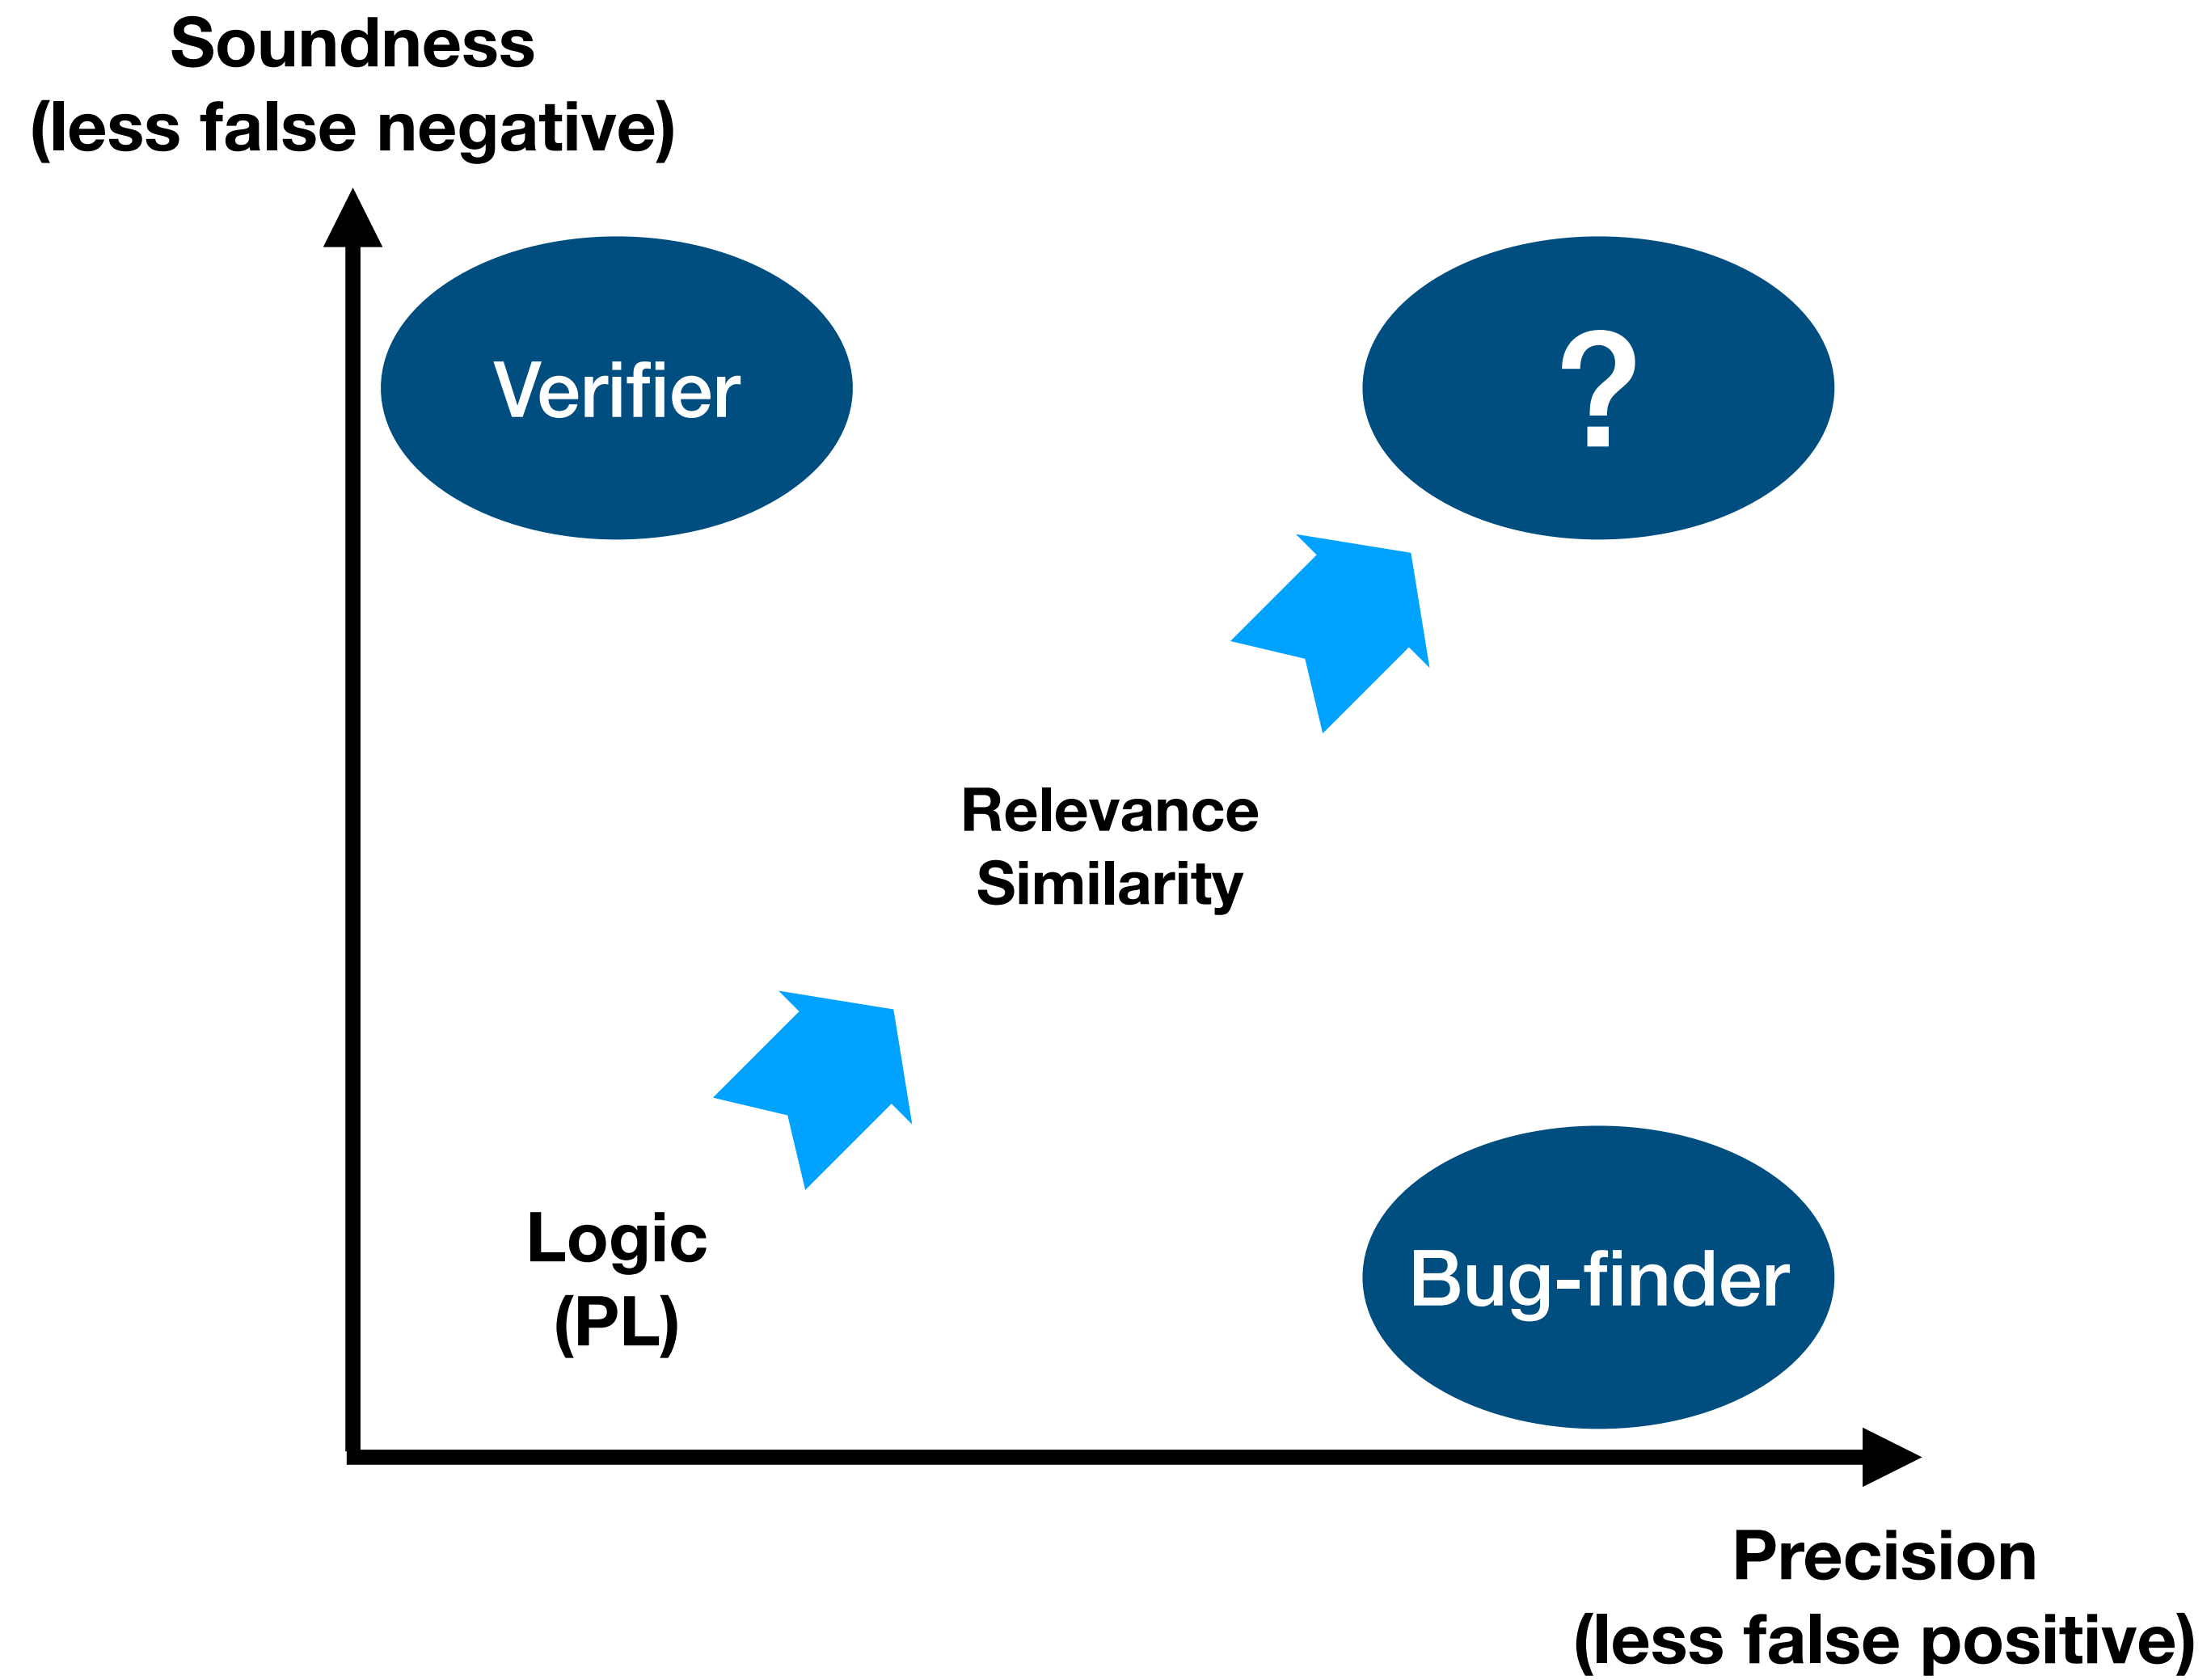 Soundness
(less false negative)
Verifier
?
Relevance
Similarity
Logic
(PL)
Bug-finder
Precision
(less false positive)